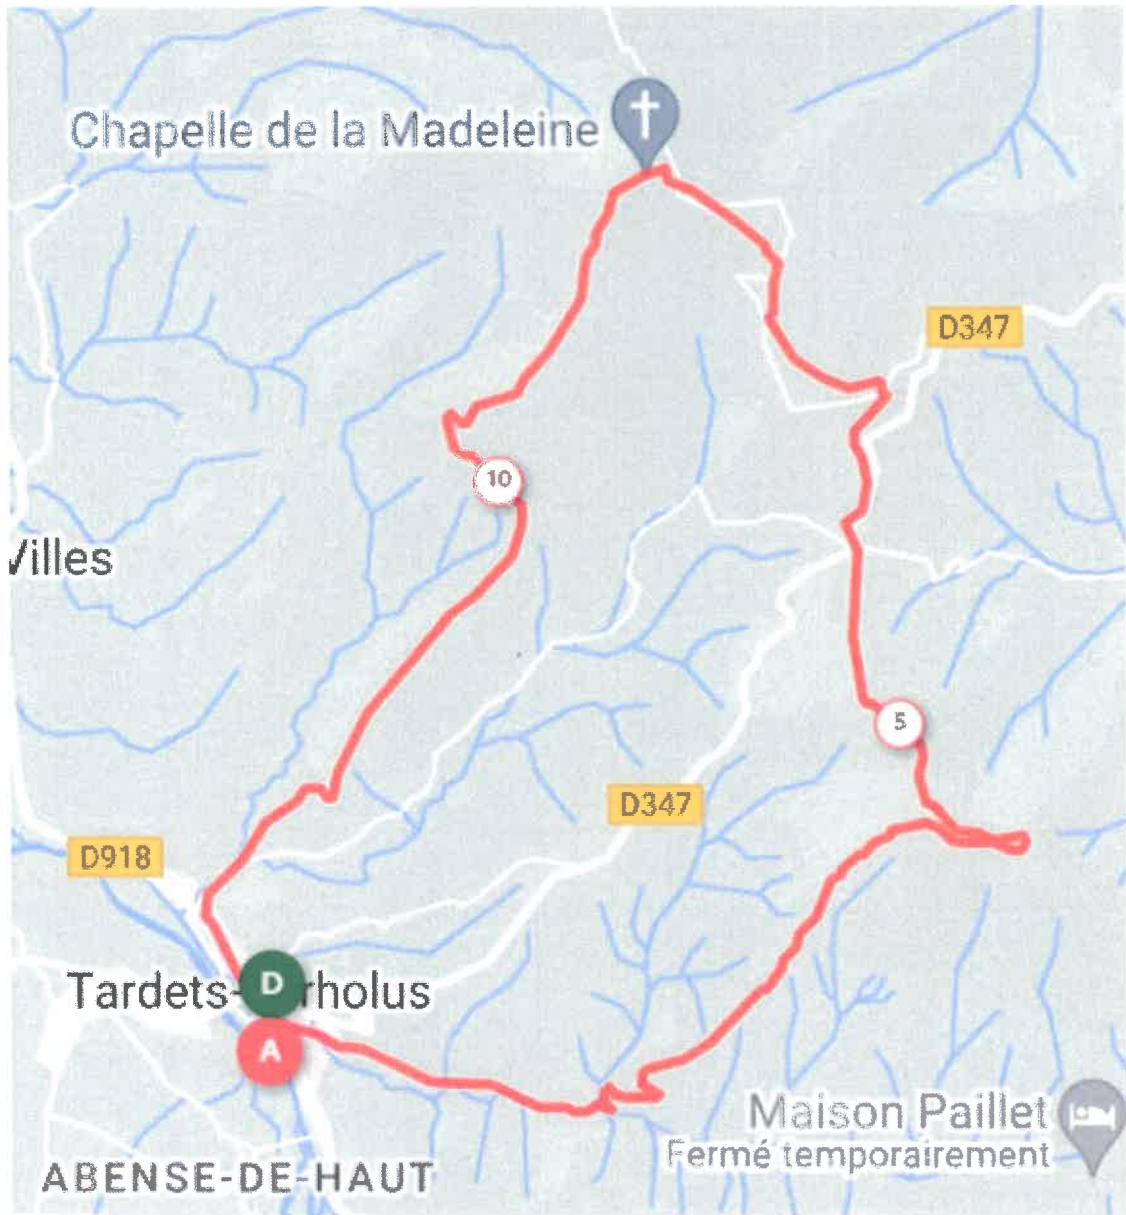 Chapelle de la Madeleine
D347
10
Villes
5
D347
D918
D
Tardets-
rholus
A
Maison Paillet
Fermé temporairement
ABENSE-DE-HAUT